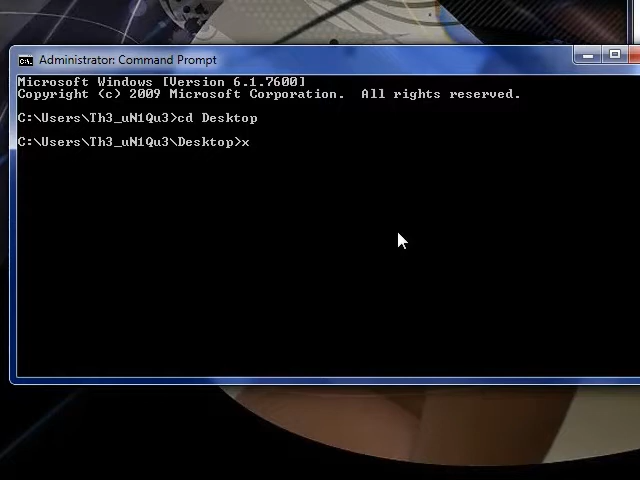 Administrator: Command Prompt
Microsoft Windows [Version 6.1.7600]
Copyright (c) 2009 Microsoft Corporation.  All rights reserved.
C:\Users\Th3_uN1Qu3>cd Desktop
C:\Users\Th3_uN1Qu3\Desktop>x